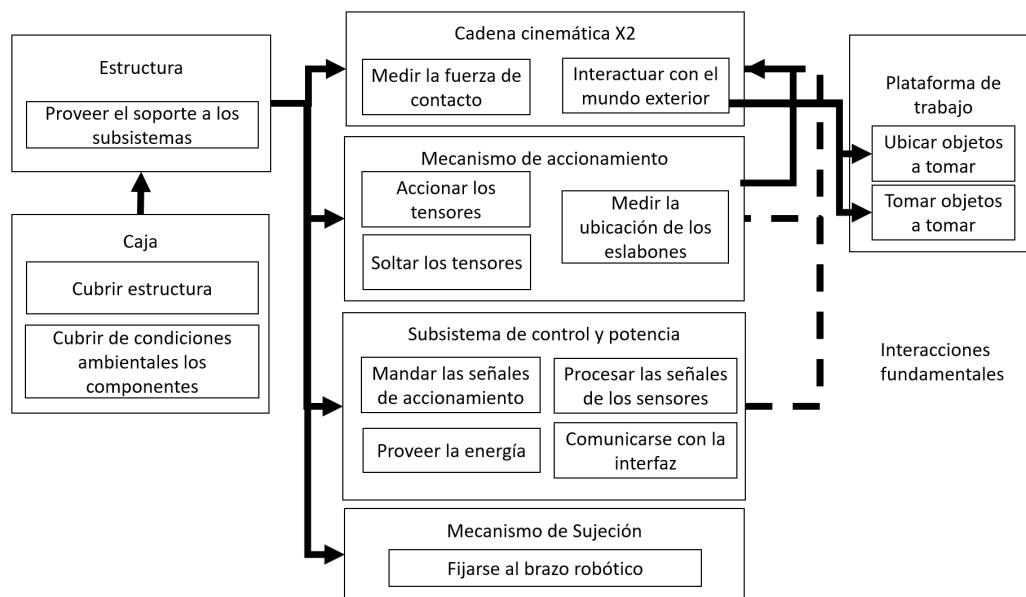 Estructura
Proveer el soporte a los
subsistemas
Caja
Cubrir estructura
Cubrir de condiciones
ambientales los
componentes
Cadena cinemática X2
Medir la fuerza de
contacto
Interactuar con el
mundo exterior
Mecanismo de accionamiento
Accionar los
tensores
Soltar los tensores
Medir la
ubicación de los
eslabones
Subsistema de control y potencia
Mandar las señales
de accionamiento
Procesar las señales
de los sensores
Proveer la energía
Comunicarse con la
interfaz
Mecanismo de Sujeción
Fijarse al brazo robótico
Plataforma de
trabajo
Ubicar objetos
a tomar
Tomar objetos
a tomar
Interacciones
fundamentales